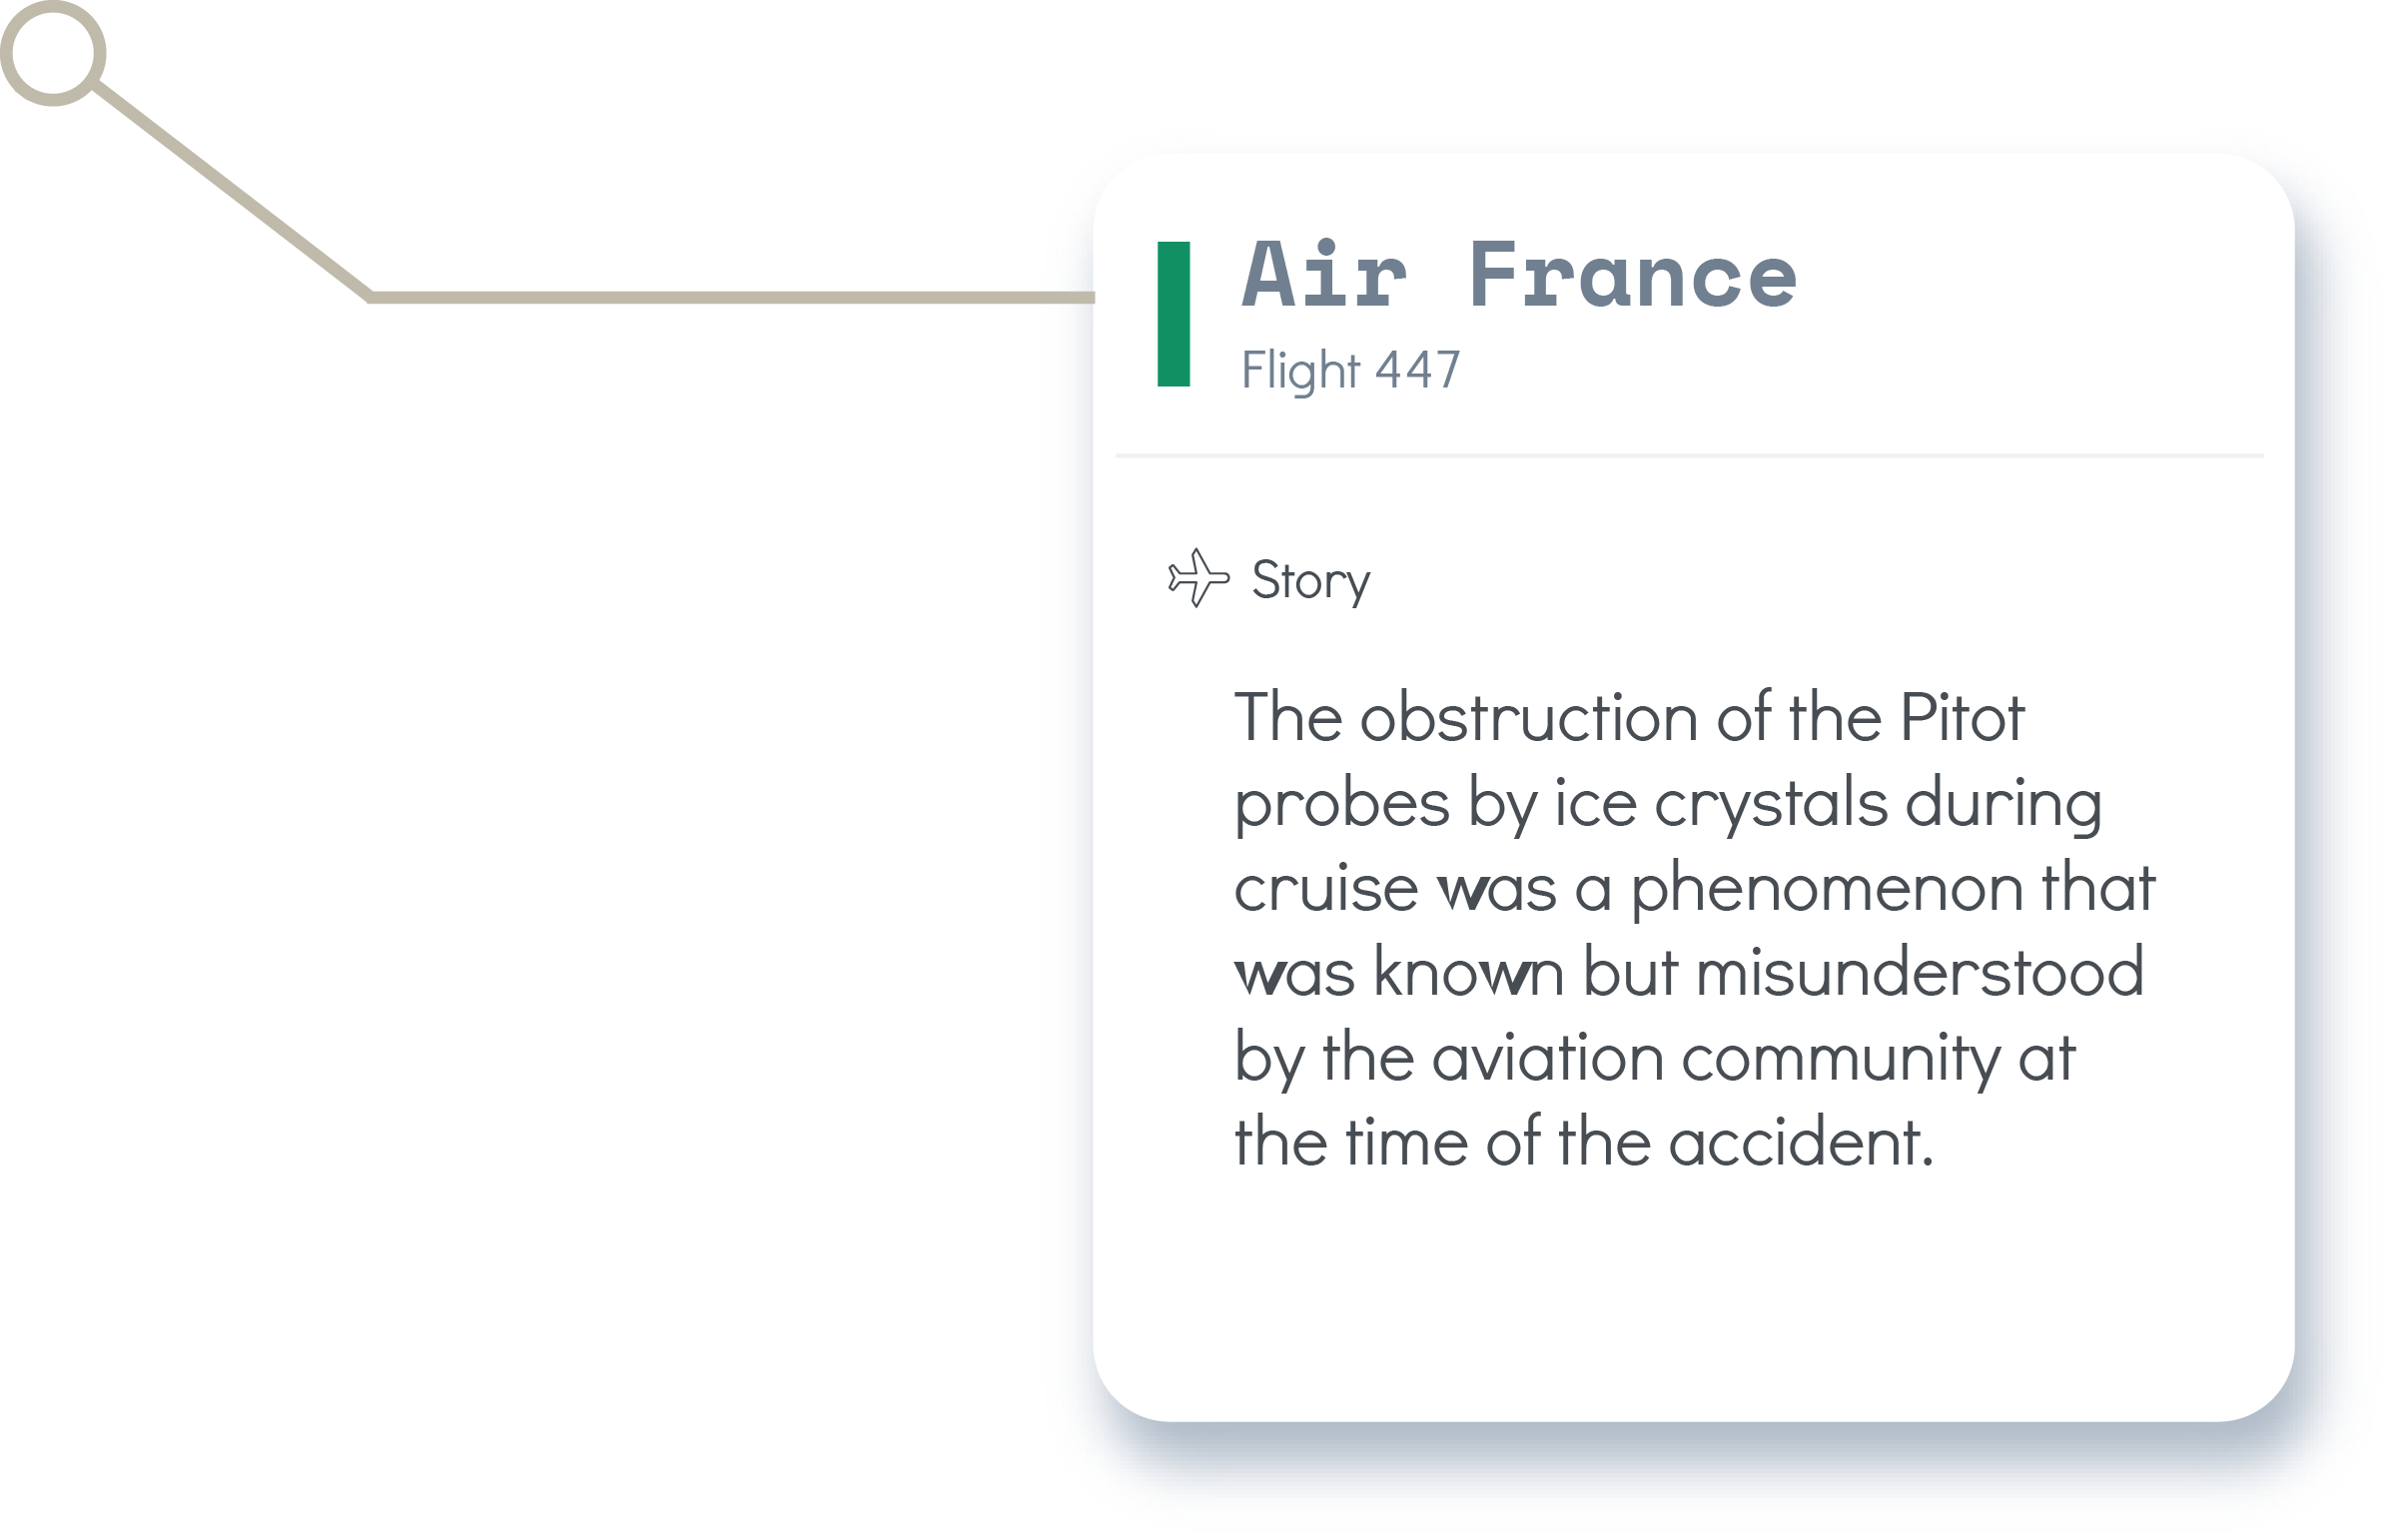 Air France
Flight 447
Story
The obstruction of the Pitot
probes by ice crystals during
cruise was a phenomenon that
was known but misunderstood
by the aviation community at
the time of the accident.